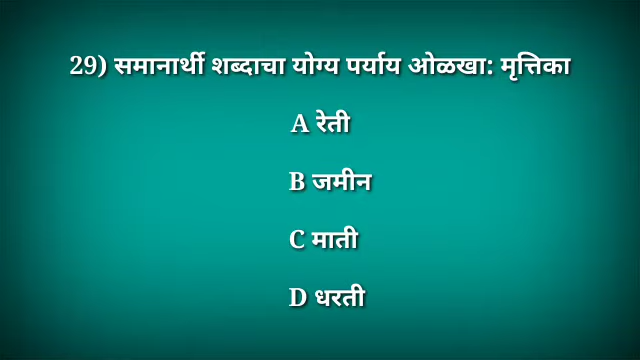 29) समानार्थी शब्दाचा योग्य पर्याय ओळखा: मृत्तिका
A रेती
B जमीन
C माती
D धरती